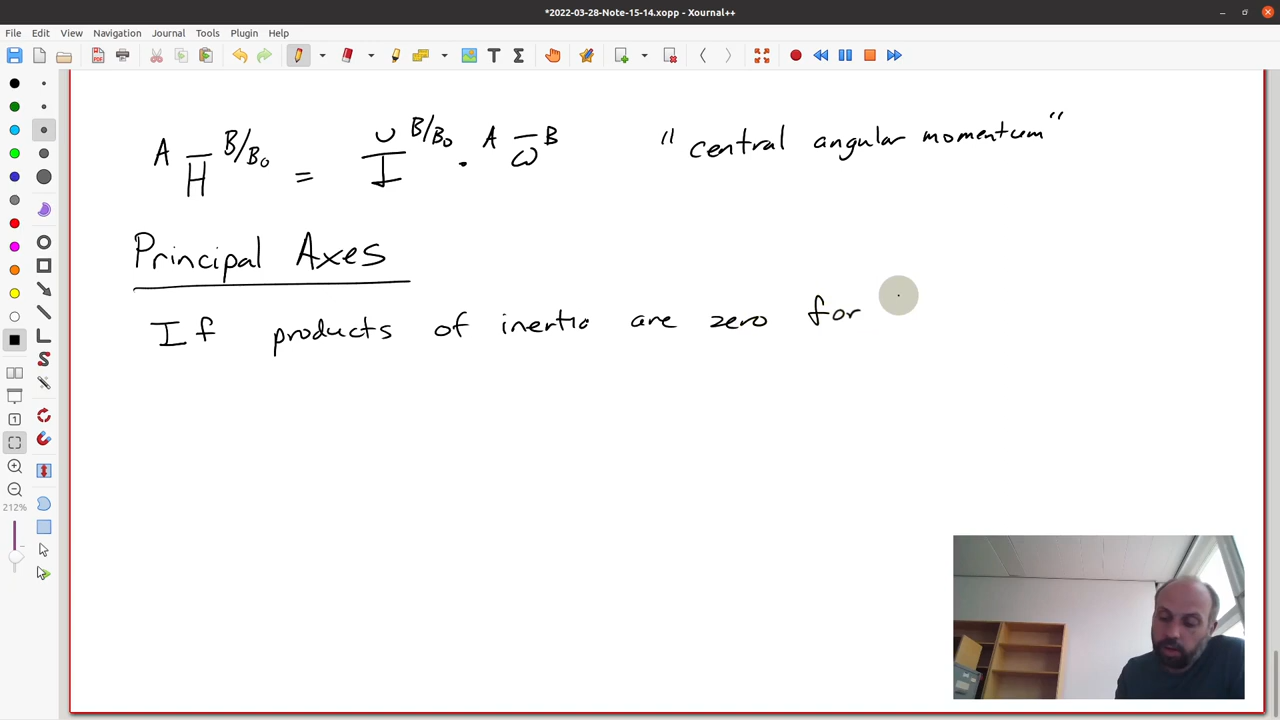 *2022-03-28-Note-15-14.xopp - Xournal++
File Edit View Navigation Journal Tools Plugin Help
A H B/B0 = I B/B0 · A ω B "central angular momentum"
Principal Axes
If products of inertia are zero for
1
212%